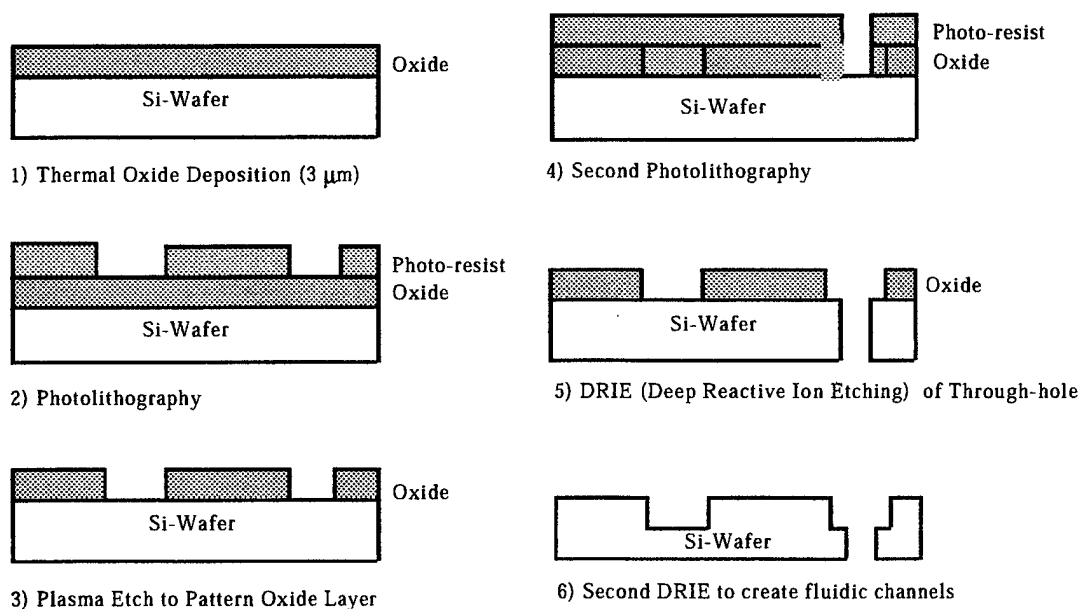 Oxide
Si-Wafer
1) Thermal Oxide Deposition (3 μm)
Photo-resist
Oxide
Si-Wafer
2) Photolithography
Oxide
Si-Wafer
3) Plasma Etch to Pattern Oxide Layer
Photo-resist
Oxide
Si-Wafer
4) Second Photolithography
Oxide
Si-Wafer
5) DRIE (Deep Reactive Ion Etching) of Through-hole
Si-Wafer
6) Second DRIE to create fluidic channels